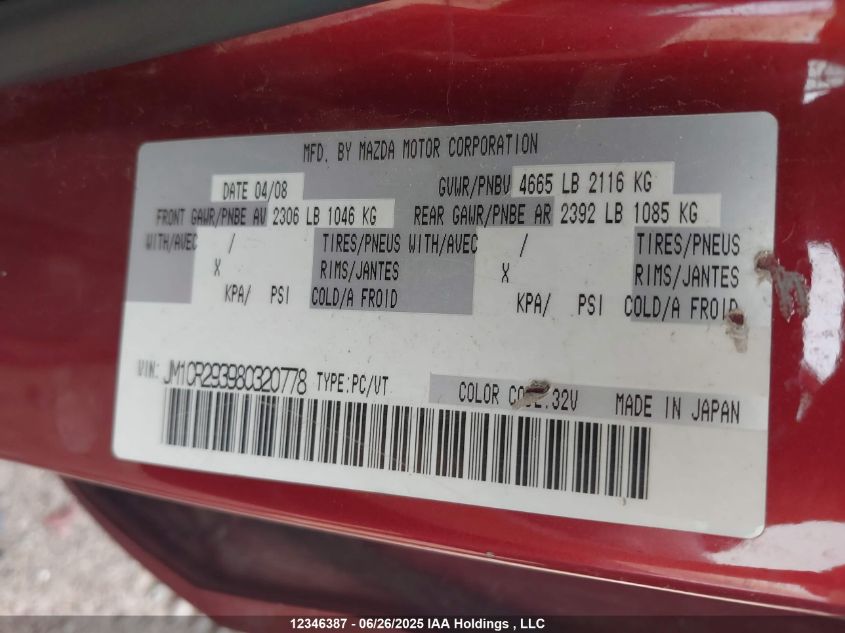 MFD. BY MAZDA MOTOR CORPORATION
DATE 04/08 GVWR/PNBV 4665 LB 2116 KG
FRONT GAWR/PNBE AV 2306 LB 1046 KG REAR GAWR/PNBE AR 2392 LB 1085 KG
WITH/AVEC / TIRES/PNEUS WITH/AVEC / TIRES/PNEUS
X RIMS/JANTES X RIMS/JANTES
KPA/ PSI COLD/A FROID KPA/ PSI COLD/A FROID
VIN: JM1CR293980320778 TYPE:PC/VT COLOR CODE:32V MADE IN JAPAN
12346387 - 06/26/2025 IAA Holdings , LLC